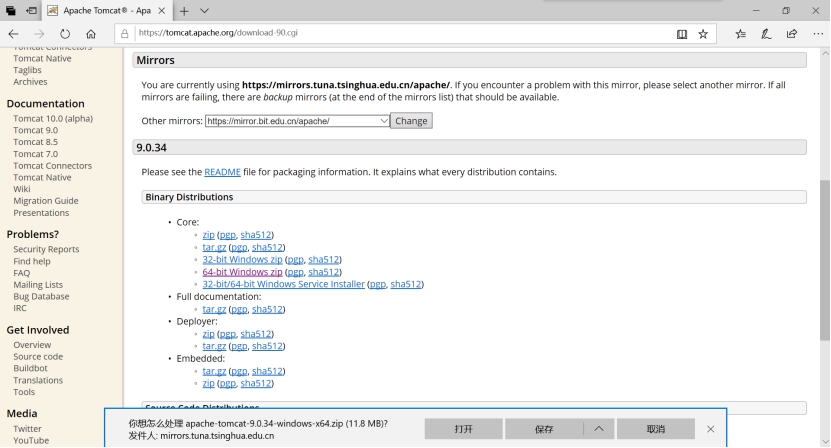 Apache Tomcat® - Apa
https://tomcat.apache.org/download-90.cgi
Tomcat Connectors
Tomcat Native
Taglibs
Archives
Documentation
Tomcat 10.0 (alpha)
Tomcat 9.0
Tomcat 8.5
Tomcat 7.0
Tomcat Connectors
Tomcat Native
Wiki
Migration Guide
Presentations
Problems?
Security Reports
Find help
FAQ
Mailing Lists
Bug Database
IRC
Get Involved
Overview
Source code
Buildbot
Translations
Tools
Media
Twitter
YouTube
Mirrors
You are currently using https://mirrors.tuna.tsinghua.edu.cn/apache/. If you encounter a problem with this mirror, please select another mirror. If all
mirrors are failing, there are backup mirrors (at the end of the mirrors list) that should be available.
Other mirrors: https://mirror.bit.edu.cn/apache/ Change
9.0.34
Please see the README file for packaging information. It explains what every distribution contains.
Binary Distributions
• Core:
◦ zip (pgp, sha512)
◦ tar.gz (pgp, sha512)
◦ 32-bit Windows zip (pgp, sha512)
◦ 64-bit Windows zip (pgp, sha512)
◦ 32-bit/64-bit Windows Service Installer (pgp, sha512)
• Full documentation:
◦ tar.gz (pgp, sha512)
• Deployer:
◦ zip (pgp, sha512)
◦ tar.gz (pgp, sha512)
• Embedded:
◦ tar.gz (pgp, sha512)
◦ zip (pgp, sha512)
Source Code Distributions
你想怎么处理 apache-tomcat-9.0.34-windows-x64.zip (11.8 MB)?
发件人: mirrors.tuna.tsinghua.edu.cn
打开 保存 取消